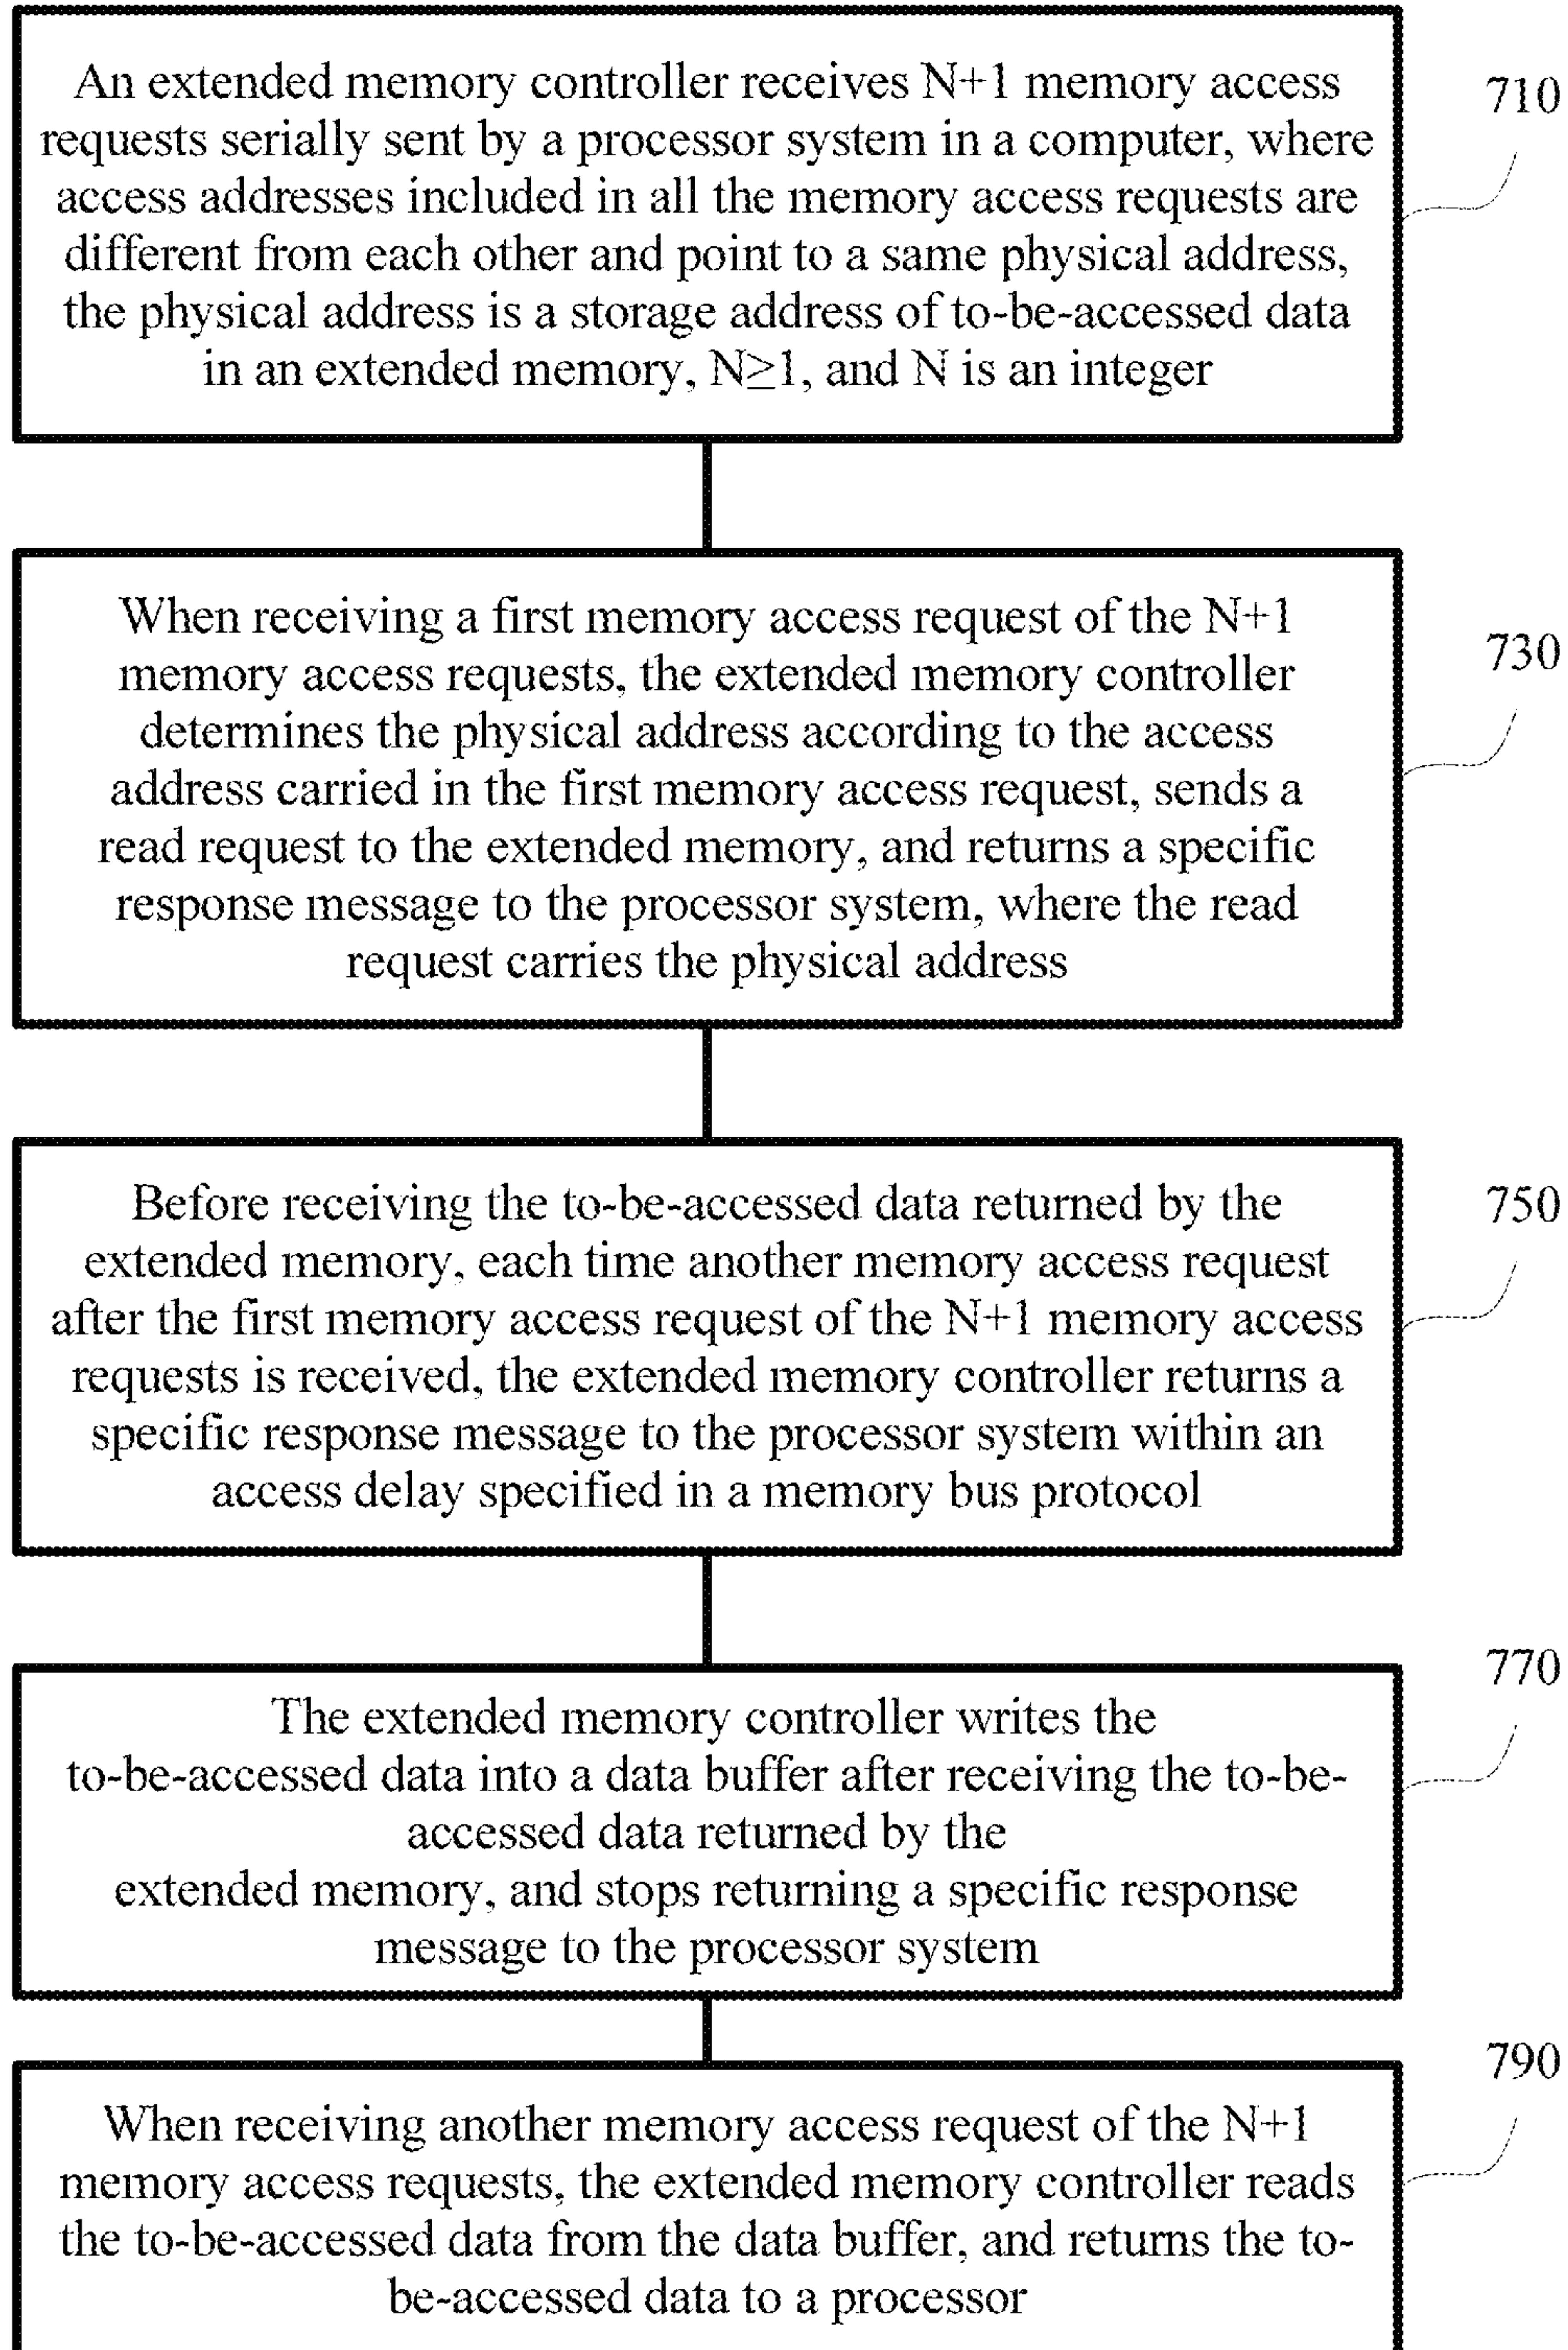 An extended memory controller receives N+1 memory access
requests serially sent by a processor system in a computer, where
access addresses included in all the memory access requests are
different from each other and point to a same physical address,
the physical address is a storage address of to-be-accessed data
in an extended memory, N≥1, and N is an integer
710
When receiving a first memory access request of the N+1
memory access requests, the extended memory controller
determines the physical address according to the access
address carried in the first memory access request, sends a
read request to the extended memory, and returns a specific
response message to the processor system, where the read
request carries the physical address
730
Before receiving the to-be-accessed data returned by the
extended memory, each time another memory access request
after the first memory access request of the N+1 memory access
requests is received, the extended memory controller returns a
specific response message to the processor system within an
access delay specified in a memory bus protocol
750
The extended memory controller writes the
to-be-accessed data into a data buffer after receiving the to-be-
accessed data returned by the
extended memory, and stops returning a specific response
message to the processor system
770
When receiving another memory access request of the N+1
memory access requests, the extended memory controller reads
the to-be-accessed data from the data buffer, and returns the to-
be-accessed data to a processor
790